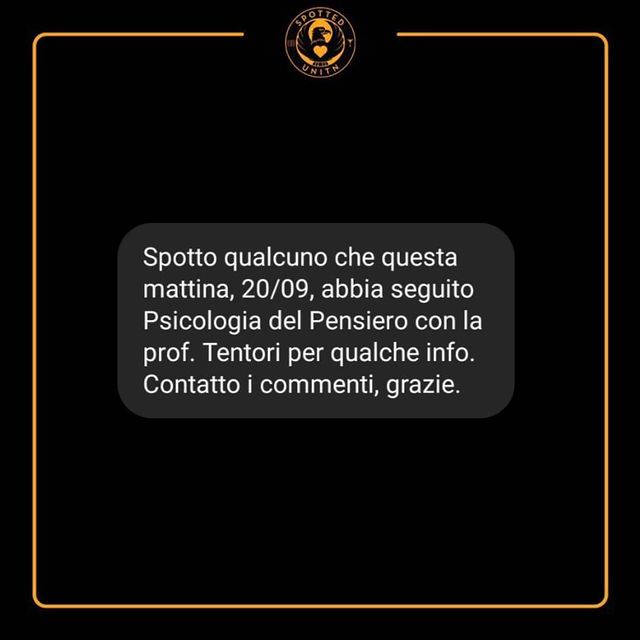 SPOTTED
UNITN
Spotto qualcuno che questa
mattina, 20/09, abbia seguito
Psicologia del Pensiero con la
prof. Tentori per qualche info.
Contatto i commenti, grazie.